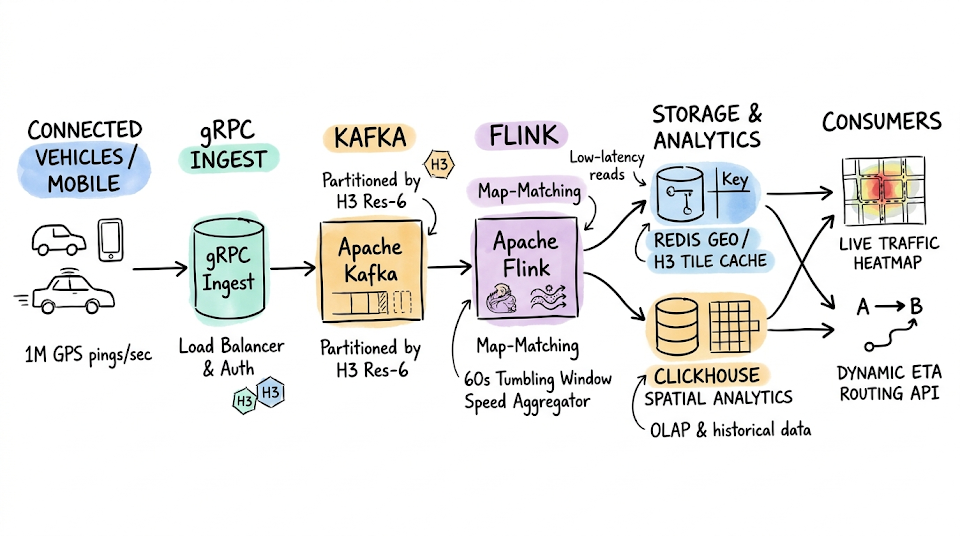 CONNECTED
VEHICLES /
MOBILE
1M GPS pings/sec
gRPC
INGEST
gRPC
Ingest
Load Balancer
& Auth
H3
H3
KAFKA
H3
Partitioned by
H3 Res-6
Apache
Kafka
Partitioned by
H3 Res-6
FLINK
Map-Matching
Apache
Flink
Map-Matching
60s Tumbling Window
Speed Aggregator
STORAGE &
ANALYTICS
Low-latency
reads
Key
REDIS GEO/
H3 TILE CACHE
CLICKHOUSE
SPATIAL ANALYTICS
OLAP & historical data
CONSUMERS
LIVE TRAFFIC
HEATMAP
A
B
DYNAMIC ETA
ROUTING API